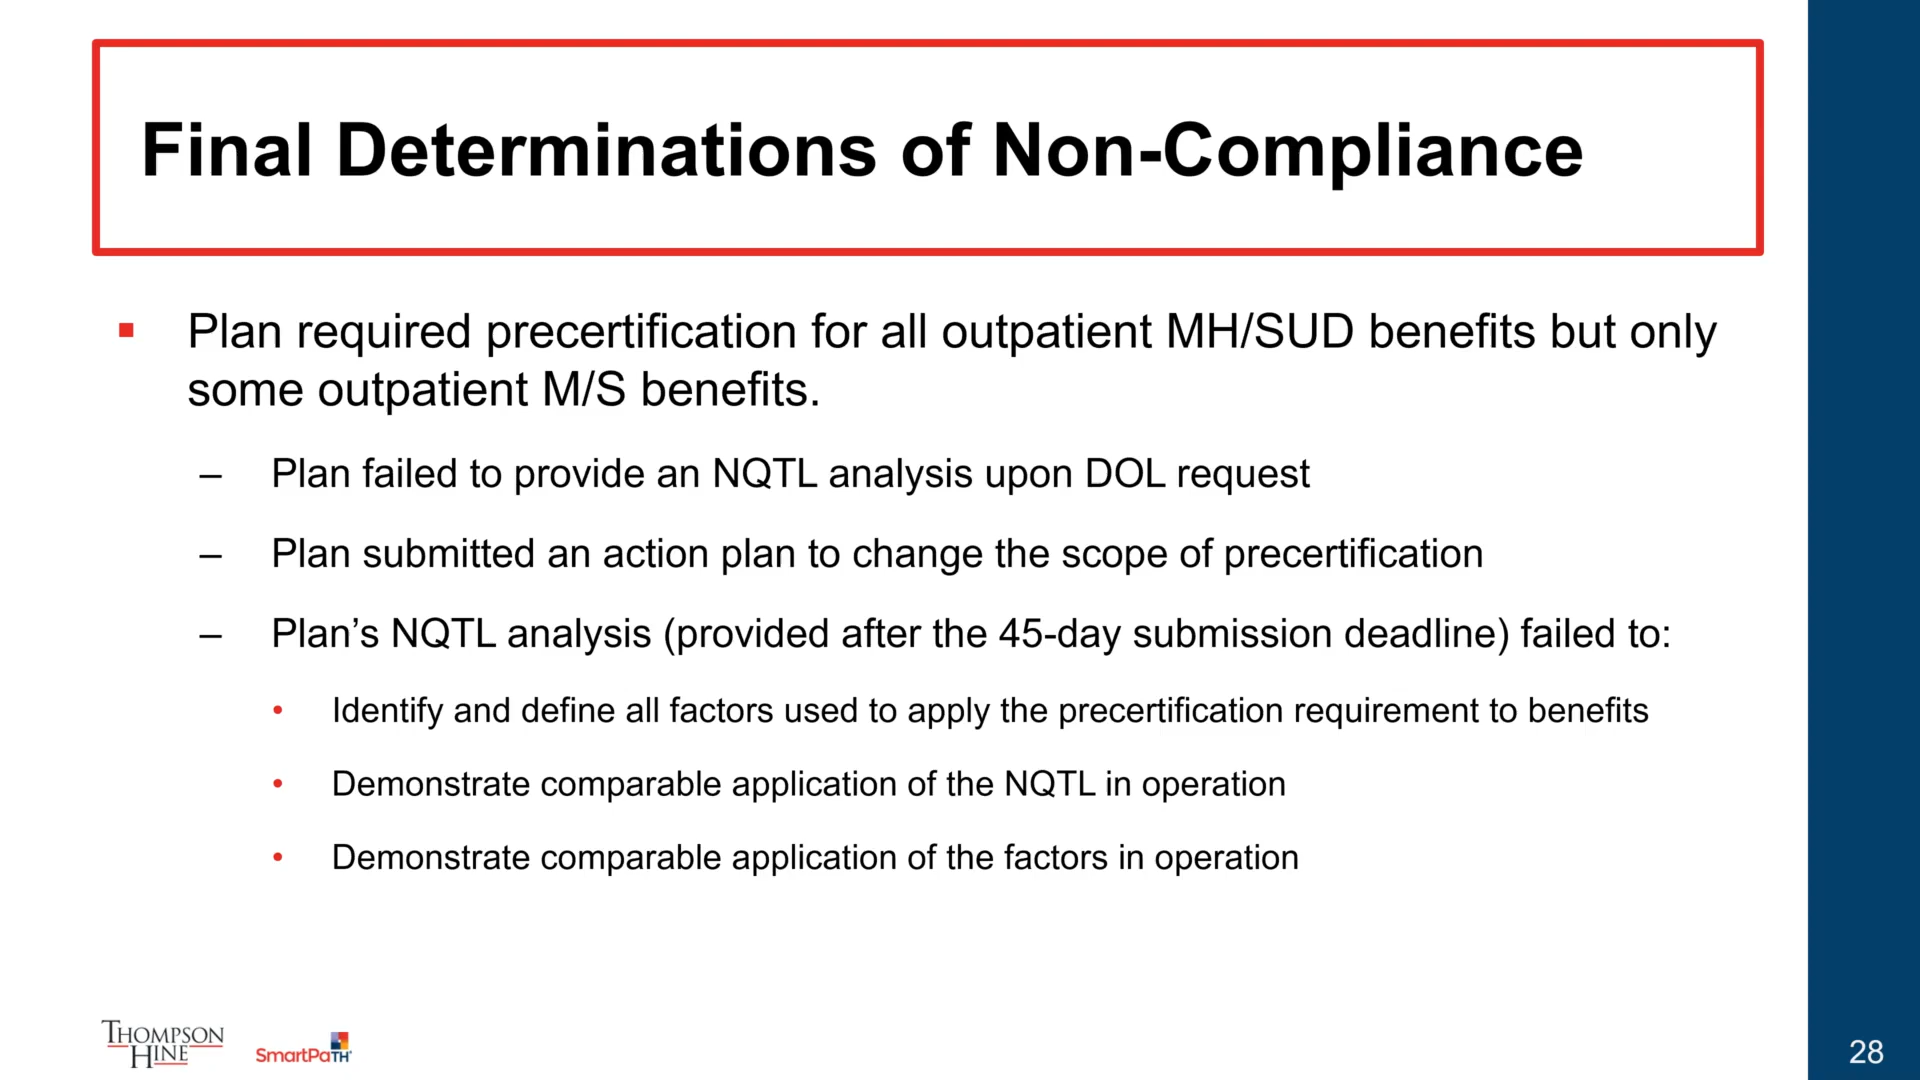 Final Determinations of Non-Compliance
▪ Plan required precertification for all outpatient MH/SUD benefits but only
some outpatient M/S benefits.
– Plan failed to provide an NQTL analysis upon DOL request
– Plan submitted an action plan to change the scope of precertification
– Plan’s NQTL analysis (provided after the 45-day submission deadline) failed to:
• Identify and define all factors used to apply the precertification requirement to benefits
• Demonstrate comparable application of the NQTL in operation
• Demonstrate comparable application of the factors in operation
THOMPSON
HINE
SmartPaTH
28